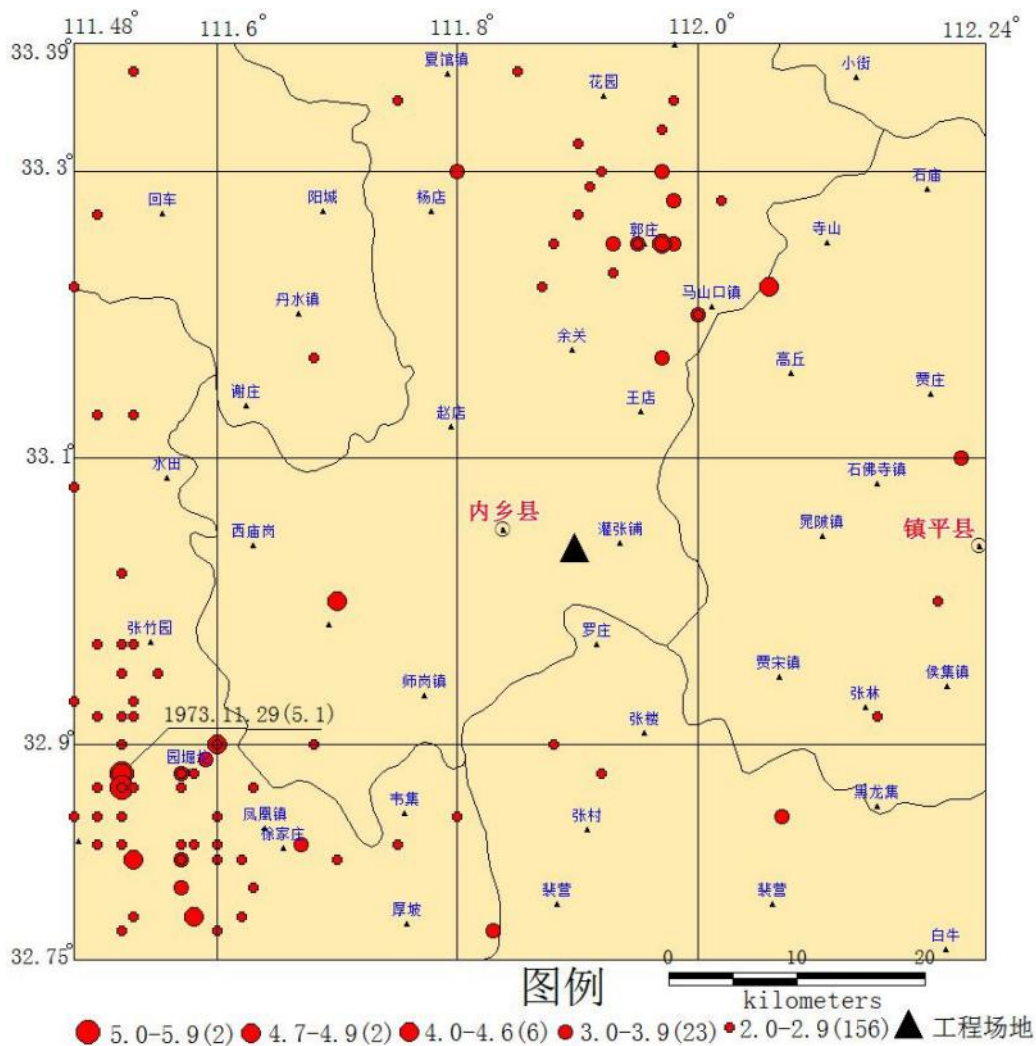 111.48° 111.6° 111.8° 112.0° 112.24°
33.39°
夏馆镇
花园
小街
33.3°
石庙
回车
阳城
杨店
寺山
郭庄
马山口镇
丹水镇
余关
高丘
贾庄
谢庄
王店
赵店
33.1°
水田
石佛寺镇
内乡县
灌张铺
晁陂镇
镇平县
西庙岗
张竹园
罗庄
贾宋镇
侯集镇
师岗镇
张林
1973.11.29(5.1)
张楼
32.9°
黑龙集
韦集
凤凰镇
张村
徐家庄
裴营
裴营
厚坡
白牛
32.75°
0 10 20
图例
kilometers
5.0-5.9(2) 4.7-4.9(2) 4.0-4.6(6) 3.0-3.9(23) 2.0-2.9(156) 工程场地